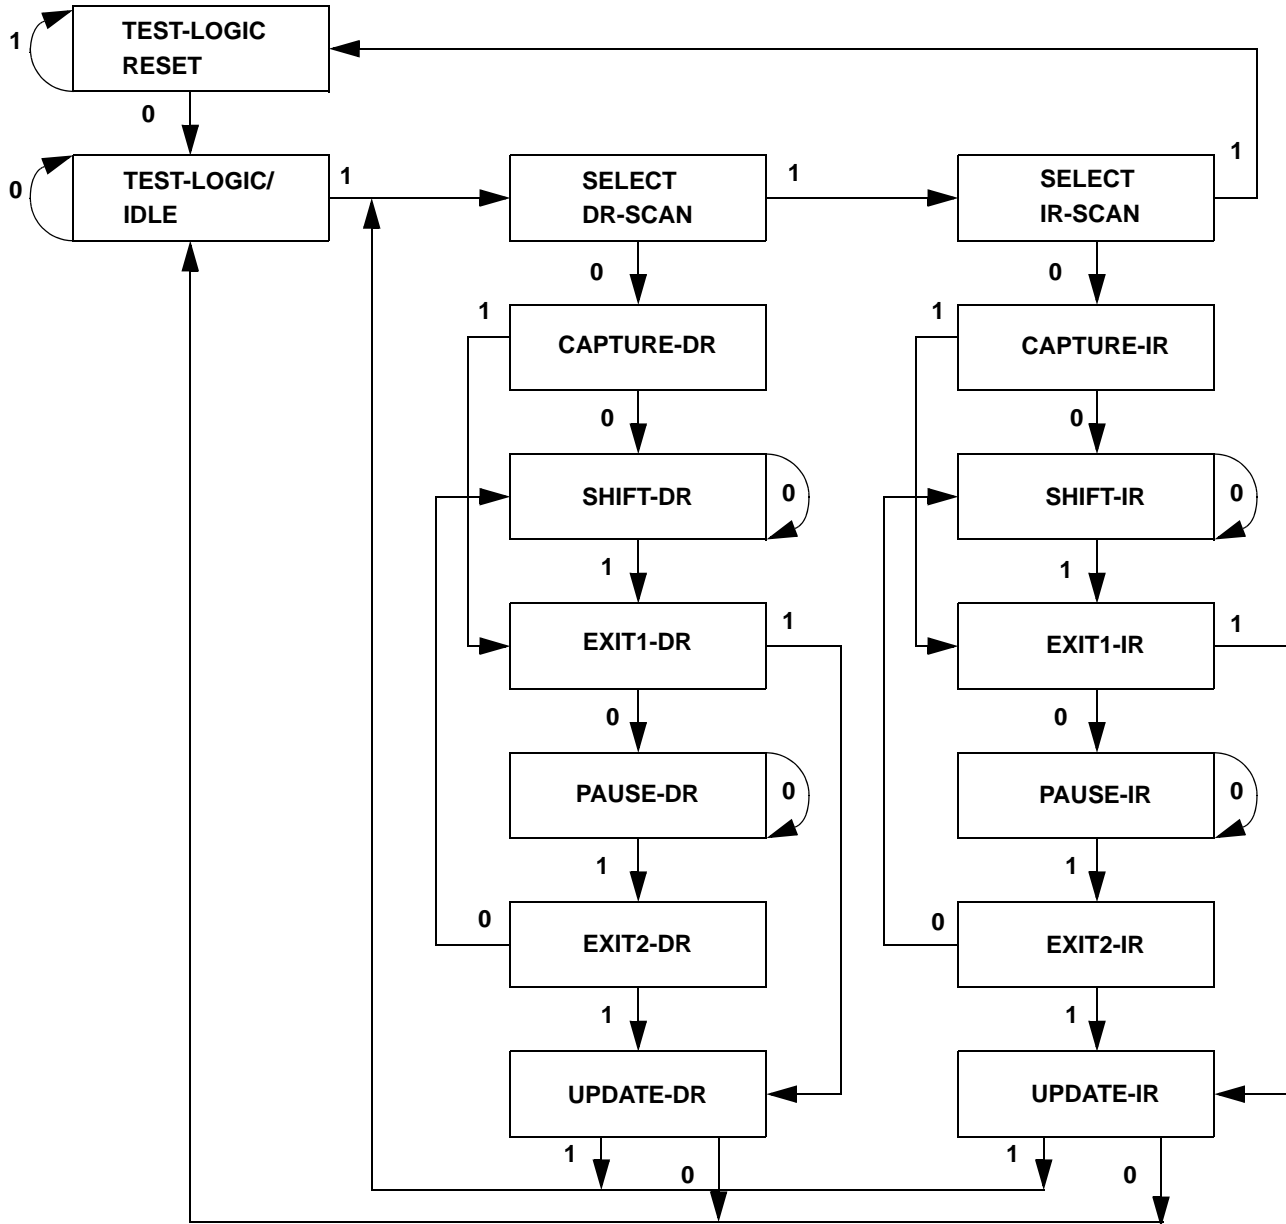 1
TEST-LOGIC
RESET
0
0
TEST-LOGIC/
IDLE
1
SELECT
DR-SCAN
1
SELECT
IR-SCAN
1
0
0
1
CAPTURE-DR
1
CAPTURE-IR
0
0
SHIFT-DR
0
SHIFT-IR
0
1
1
EXIT1-DR
1
EXIT1-IR
1
0
0
PAUSE-DR
0
PAUSE-IR
0
1
1
0
EXIT2-DR
0
EXIT2-IR
1
1
UPDATE-DR
UPDATE-IR
1
0
1
0